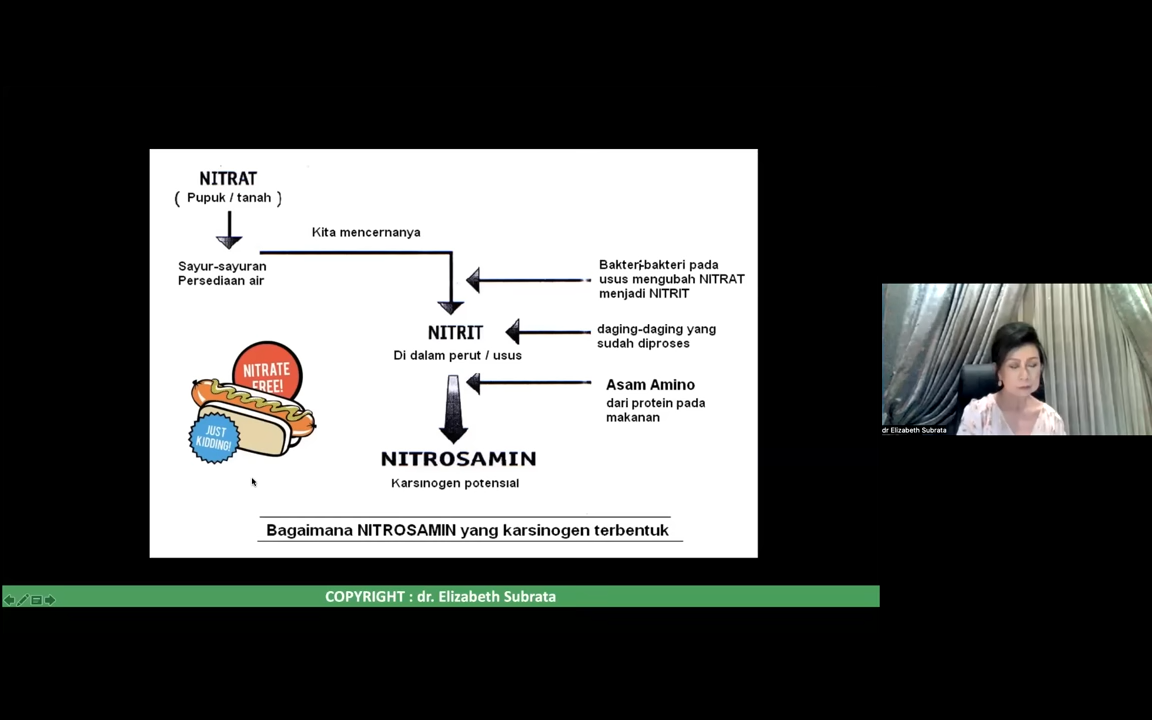 NITRAT
( Pupuk / tanah )
Kita mencernanya
Sayur-sayuran
Persediaan air
Bakteri-bakteri pada
usus mengubah NITRAT
menjadi NITRIT
NITRIT
Di dalam perut / usus
daging-daging yang
sudah diproses
NITRATE
FREE!
JUST
KIDDING!
Asam Amino
dari protein pada
makanan
NITROSAMIN
Karsinogen potensial
Bagaimana NITROSAMIN yang karsinogen terbentuk
COPYRIGHT : dr. Elizabeth Subrata
dr Elizabeth Subrata